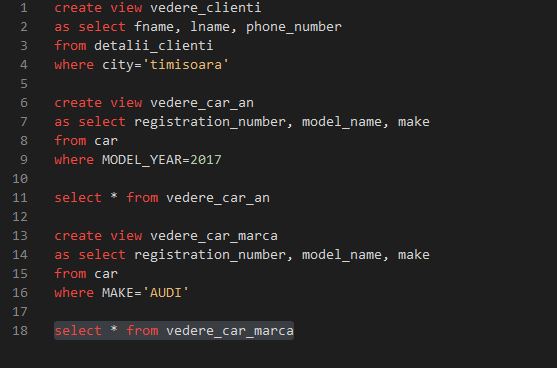 1 create view vedere_clienti
2 as select fname, lname, phone_number
3 from detalii_clienti
4 where city='timisoara'
5
6 create view vedere_car_an
7 as select registration_number, model_name, make
8 from car
9 where MODEL_YEAR=2017
10
11 select * from vedere_car_an
12
13 create view vedere_car_marca
14 as select registration_number, model_name, make
15 from car
16 where MAKE='AUDI'
17
18 select * from vedere_car_marca